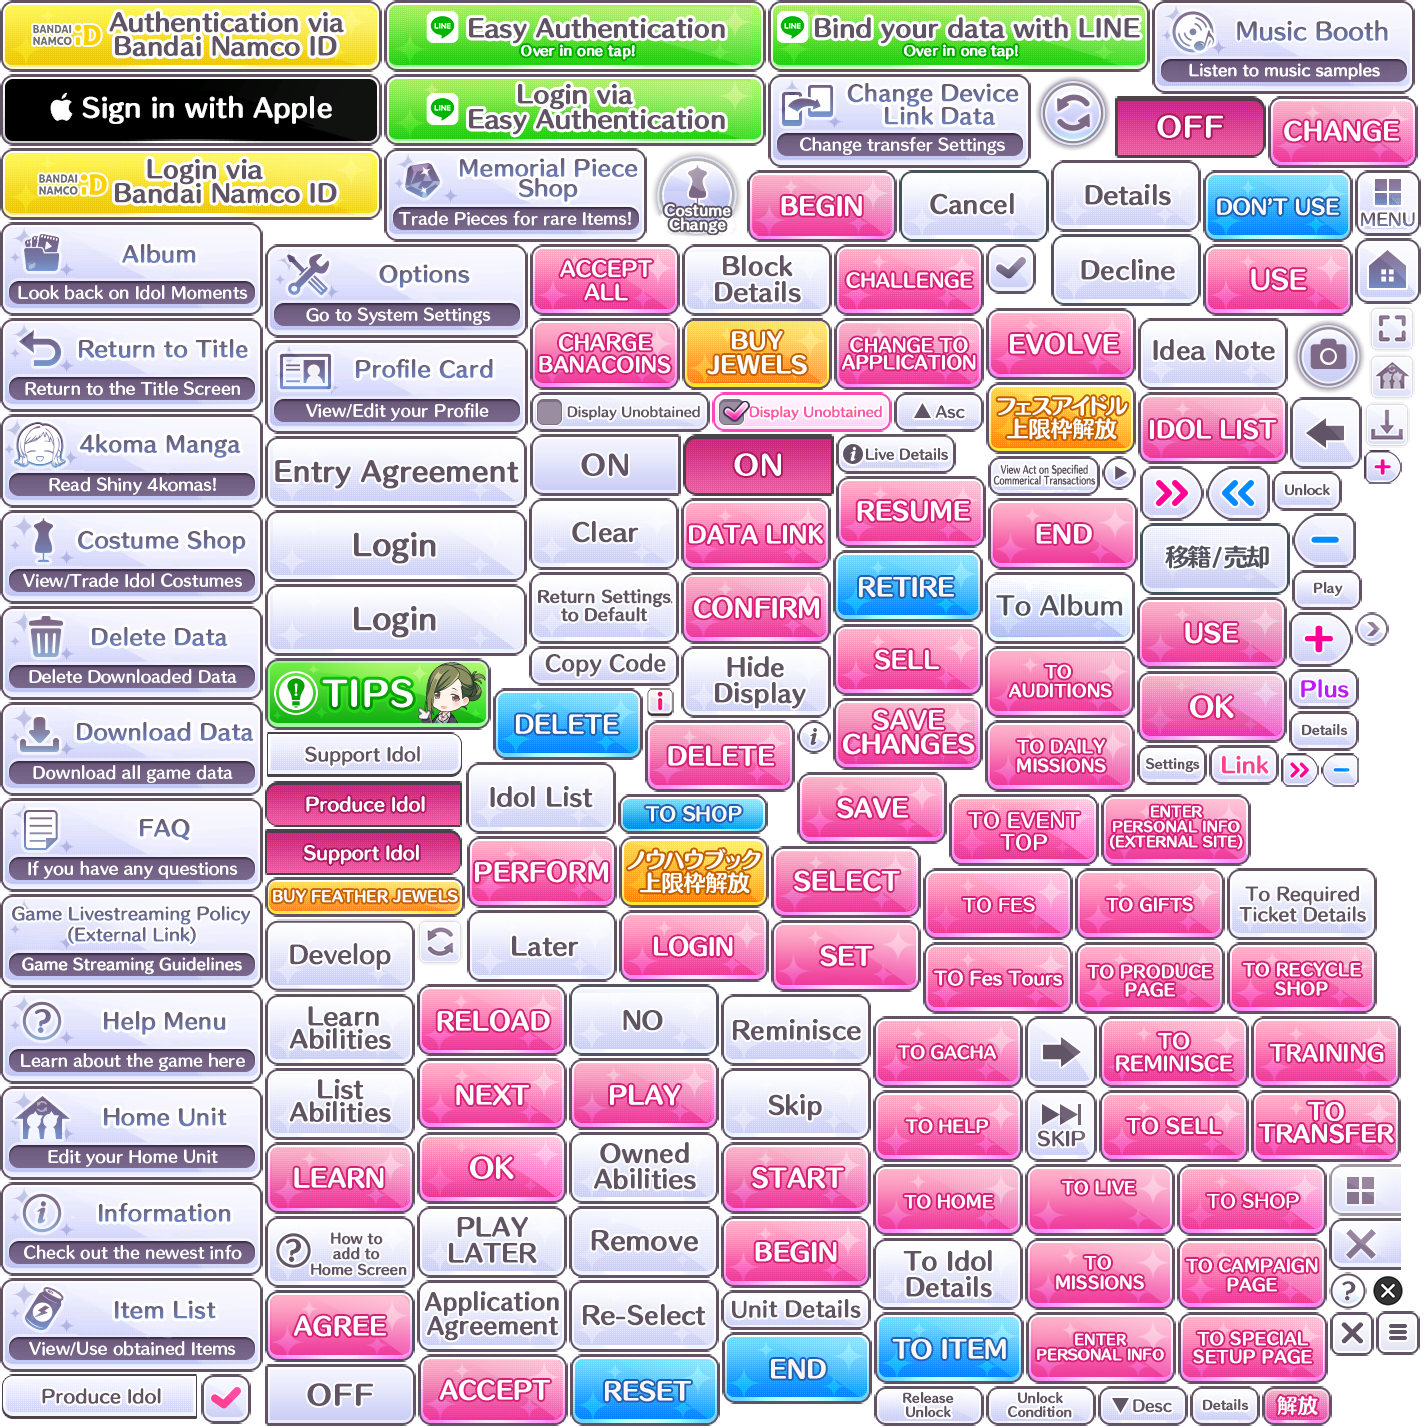 BANDAI NAMCO iD Authentication via Bandai Namco ID
LINE Easy Authentication
Over in one tap!
LINE Bind your data with LINE
Over in one tap!
Music Booth
Listen to music samples
Sign in with Apple
LINE Login via
Easy Authentication
Change Device
Link Data
Change transfer Settings
OFF
CHANGE
BANDAI NAMCO iD Login via
Bandai Namco ID
Memorial Piece
Shop
Trade Pieces for rare Items!
Costume
Change
BEGIN
Cancel
Details
DON'T USE
MENU
Album
Look back on Idol Moments
Options
Go to System Settings
ACCEPT
ALL
Block
Details
CHALLENGE
Decline
USE
Return to Title
Return to the Title Screen
Profile Card
View/Edit your Profile
CHARGE
BANACOINS
BUY
JEWELS
CHANGE TO
APPLICATION
EVOLVE
Idea Note
Display Unobtained
Display Unobtained
▲ Asc
フェスアイドル
上限枠解放
IDOL LIST
4koma Manga
Read Shiny 4komas!
Entry Agreement
ON
ON
Live Details
View Act on Specified
Commerical Transactions
Unlock
Costume Shop
View/Trade Idol Costumes
Login
Clear
DATA LINK
RESUME
END
移籍/売却
Login
Return Settings
to Default
CONFIRM
RETIRE
To Album
Play
USE
Delete Data
Delete Downloaded Data
TIPS
Copy Code
Hide
Display
SELL
TO
AUDITIONS
Plus
OK
DELETE
Download Data
Download all game data
Support Idol
DELETE
SAVE
CHANGES
TO DAILY
MISSIONS
Details
Settings
Link
Produce Idol
Idol List
TO SHOP
SAVE
TO EVENT
TOP
ENTER
PERSONAL INFO
(EXTERNAL SITE)
FAQ
If you have any questions
Support Idol
PERFORM
ノウハウブック
上限枠解放
SELECT
BUY FEATHER JEWELS
TO FES
TO GIFTS
To Required
Ticket Details
Game Livestreaming Policy
(External Link)
Game Streaming Guidelines
Develop
Later
LOGIN
SET
TO Fes Tours
TO PRODUCE
PAGE
TO RECYCLE
SHOP
Help Menu
Learn about the game here
Learn
Abilities
RELOAD
NO
Reminisce
TO GACHA
TO
REMINISCE
TRAINING
Home Unit
Edit your Home Unit
List
Abilities
NEXT
PLAY
Skip
TO HELP
SKIP
TO SELL
TO
TRANSFER
LEARN
OK
Owned
Abilities
START
TO HOME
TO LIVE
TO SHOP
Information
Check out the newest info
How to
add to
Home Screen
PLAY
LATER
Remove
BEGIN
To Idol
Details
TO
MISSIONS
TO CAMPAIGN
PAGE
Item List
View/Use obtained Items
AGREE
Application
Agreement
Re-Select
Unit Details
TO ITEM
ENTER
PERSONAL INFO
TO SPECIAL
SETUP PAGE
Produce Idol
OFF
ACCEPT
RESET
END
Release
Unlock
Unlock
Condition
▼Desc
Details
解放